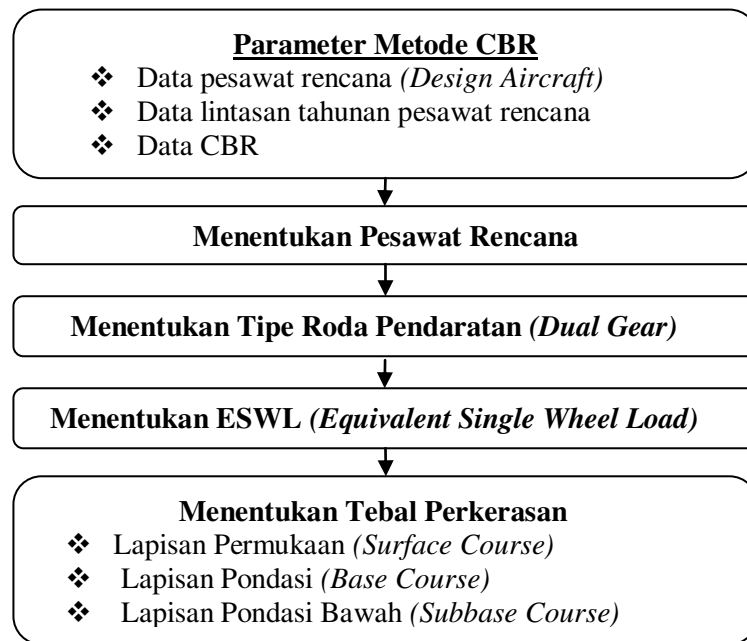 Parameter Metode CBR
❖ Data pesawat rencana (Design Aircraft)
❖ Data lintasan tahunan pesawat rencana
❖ Data CBR
Menentukan Pesawat Rencana
Menentukan Tipe Roda Pendaratan (Dual Gear)
Menentukan ESWL (Equivalent Single Wheel Load)
Menentukan Tebal Perkerasan
❖ Lapisan Permukaan (Surface Course)
❖ Lapisan Pondasi (Base Course)
❖ Lapisan Pondasi Bawah (Subbase Course)